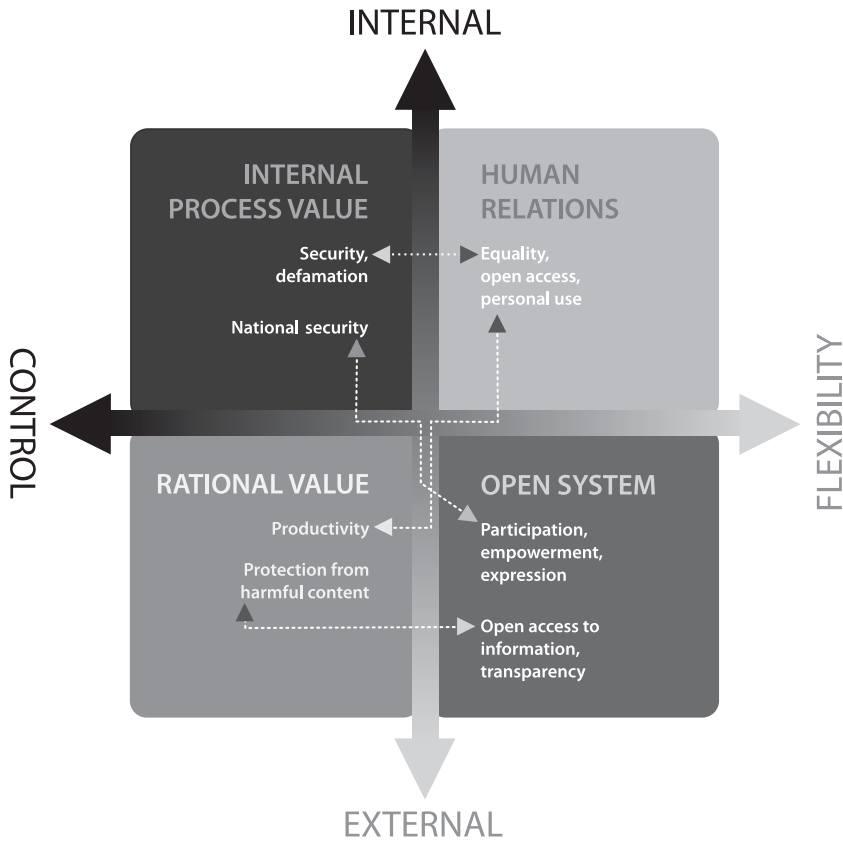 INTERNAL
INTERNAL
PROCESS VALUE
Security,
defamation
National security
HUMAN
RELATIONS
Equality,
open access,
personal use
CONTROL
FLEXIBILITY
RATIONAL VALUE
Productivity
Protection from
harmful content
OPEN SYSTEM
Participation,
empowerment,
expression
Open access to
information,
transparency
EXTERNAL